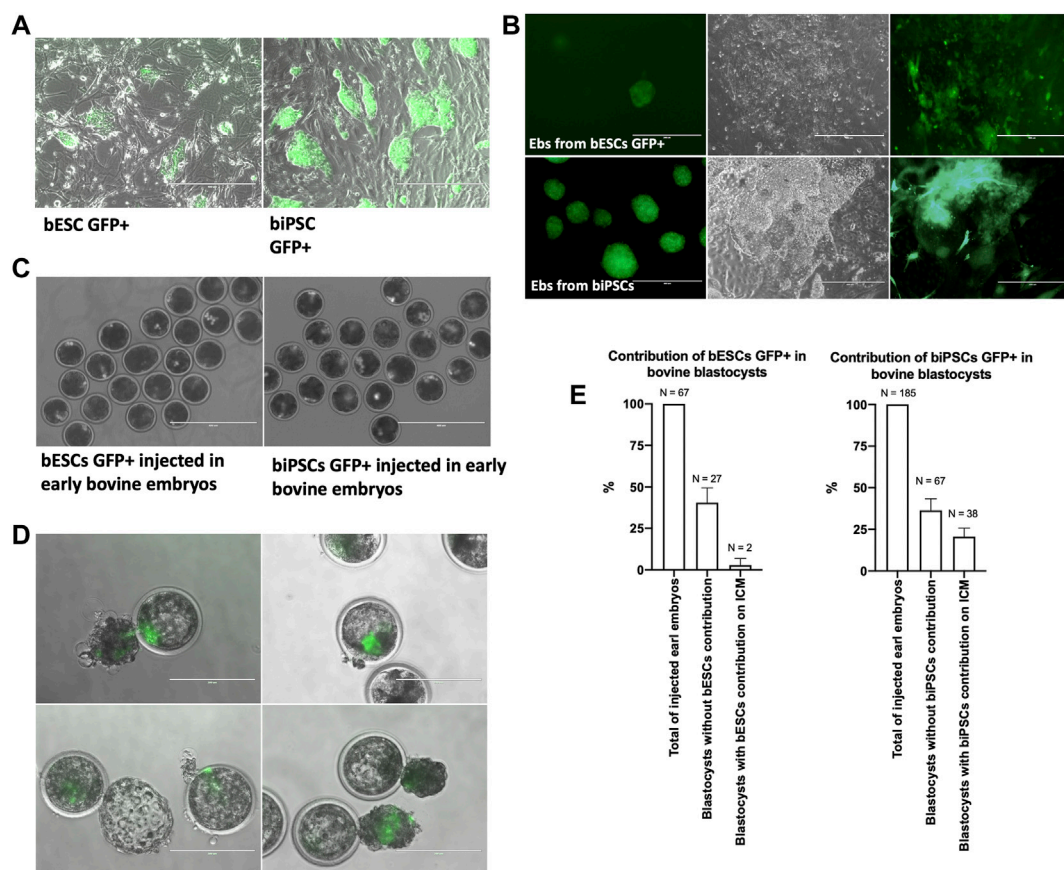 A
bESC GFP+
biPSC
GFP+
B
Ebs from bESCs GFP+
Ebs from biPSCs
C
bESCs GFP+ injected in
early bovine embryos
biPSCs GFP+ injected in early
bovine embryos
D
E
Contribution of bESCs GFP+ in
bovine blastocysts
%
100
75
50
25
0
N = 67
N = 27
N = 2
Total of injected earl embryos
Blastocysts without bESCs contribution
Blastocysts with bESCs contribution on ICM
Contribution of biPSCs GFP+ in
bovine blastocysts
%
100
75
50
25
0
N = 185
N = 67
N = 38
Total of injected earl embryos
Blastocysts without biPSCs contribution
Blastocysts with biPSCs contribution on ICM